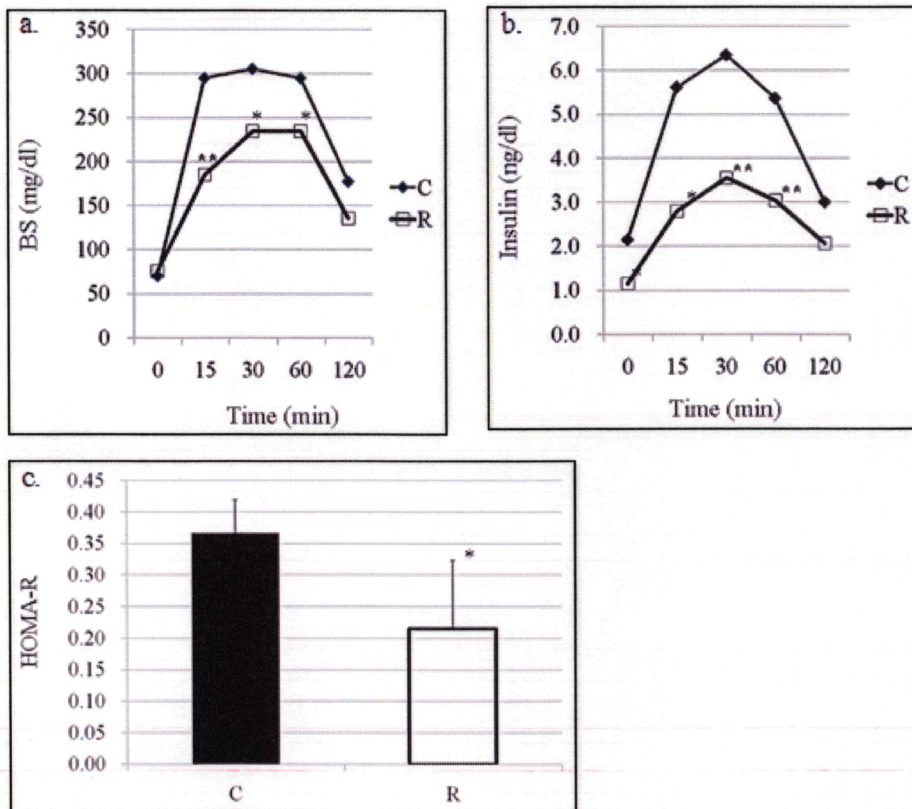 a.
BS (mg/dl)
350
300
250
200
150
100
50
0
**
*
*
C
R
0 15 30 60 120
Time (min)
b.
Insulin (ng/dl)
7.0
6.0
5.0
4.0
3.0
2.0
1.0
0.0
*
*
**
**
C
R
0 15 30 60 120
Time (min)
c.
HOMA-R
0.45
0.40
0.35
0.30
0.25
0.20
0.15
0.10
0.05
0.00
*
C R